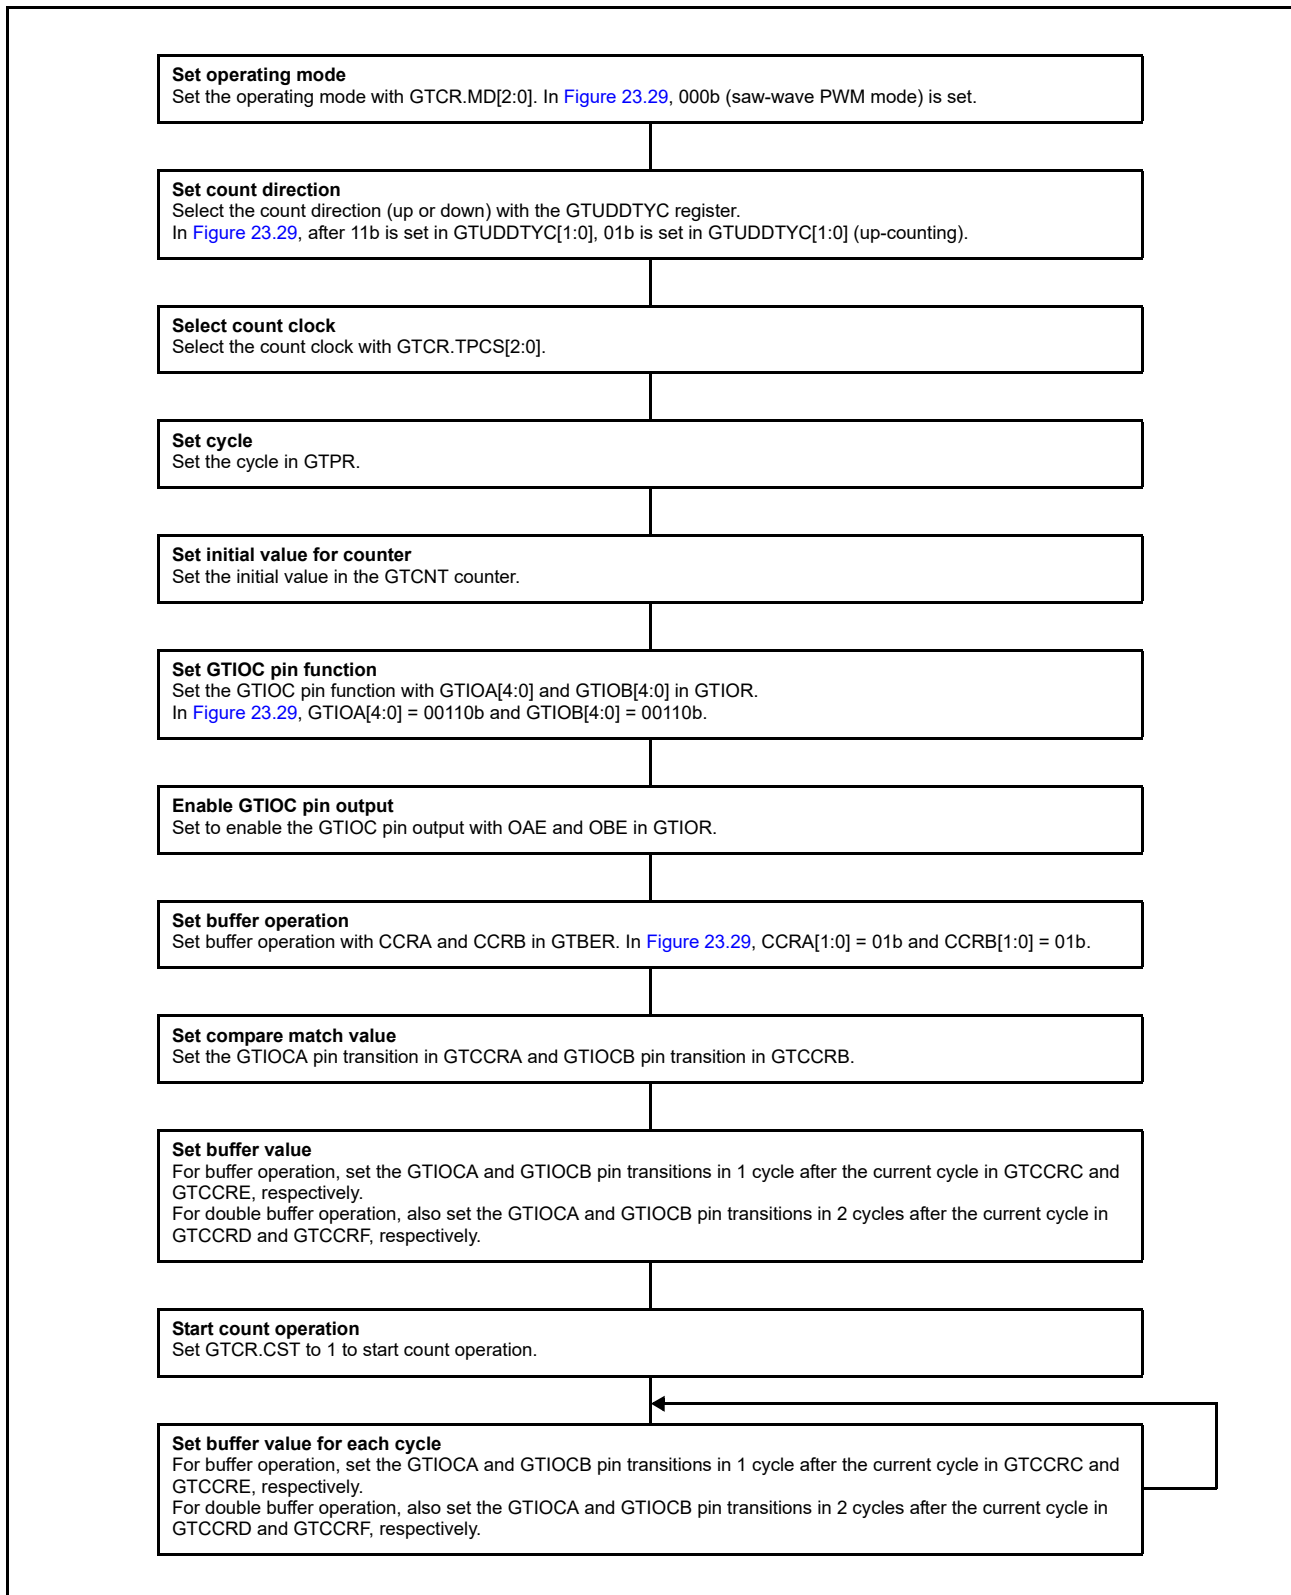 Set operating mode
Set the operating mode with GTCR.MD[2:0]. In Figure 23.29, 000b (saw-wave PWM mode) is set.
Set count direction
Select the count direction (up or down) with the GTUDDTYC register.
In Figure 23.29, after 11b is set in GTUDDTYC[1:0], 01b is set in GTUDDTYC[1:0] (up-counting).
Select count clock
Select the count clock with GTCR.TPCS[2:0].
Set cycle
Set the cycle in GTPR.
Set initial value for counter
Set the initial value in the GTCNT counter.
Set GTIOC pin function
Set the GTIOC pin function with GTIOA[4:0] and GTIOB[4:0] in GTIOR.
In Figure 23.29, GTIOA[4:0] = 00110b and GTIOB[4:0] = 00110b.
Enable GTIOC pin output
Set to enable the GTIOC pin output with OAE and OBE in GTIOR.
Set buffer operation
Set buffer operation with CCRA and CCRB in GTBER. In Figure 23.29, CCRA[1:0] = 01b and CCRB[1:0] = 01b.
Set compare match value
Set the GTIOCA pin transition in GTCCRA and GTIOCB pin transition in GTCCRB.
Set buffer value
For buffer operation, set the GTIOCA and GTIOCB pin transitions in 1 cycle after the current cycle in GTCCRC and
GTCCRE, respectively.
For double buffer operation, also set the GTIOCA and GTIOCB pin transitions in 2 cycles after the current cycle in
GTCCRD and GTCCRF, respectively.
Start count operation
Set GTCR.CST to 1 to start count operation.
Set buffer value for each cycle
For buffer operation, set the GTIOCA and GTIOCB pin transitions in 1 cycle after the current cycle in GTCCRC and
GTCCRE, respectively.
For double buffer operation, also set the GTIOCA and GTIOCB pin transitions in 2 cycles after the current cycle in
GTCCRD and GTCCRF, respectively.